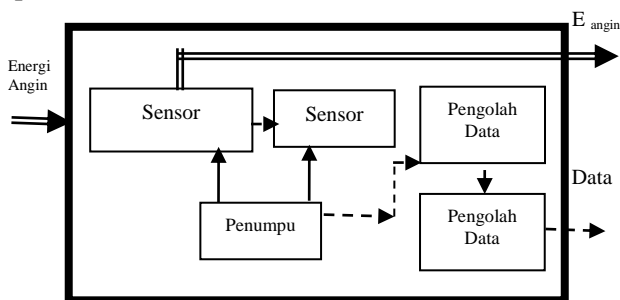 E angin
Energi
Angin
Sensor
Sensor
Pengolah
Data
Penumpu
Pengolah
Data
Data